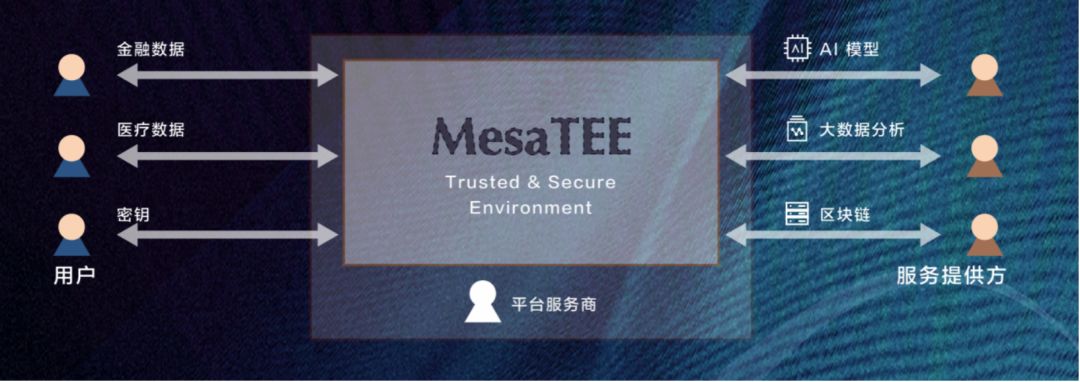 金融数据
医疗数据
密钥
用户
MesaTEE
Trusted & Secure
Environment
平台服务商
AI
AI 模型
大数据分析
区块链
服务提供方